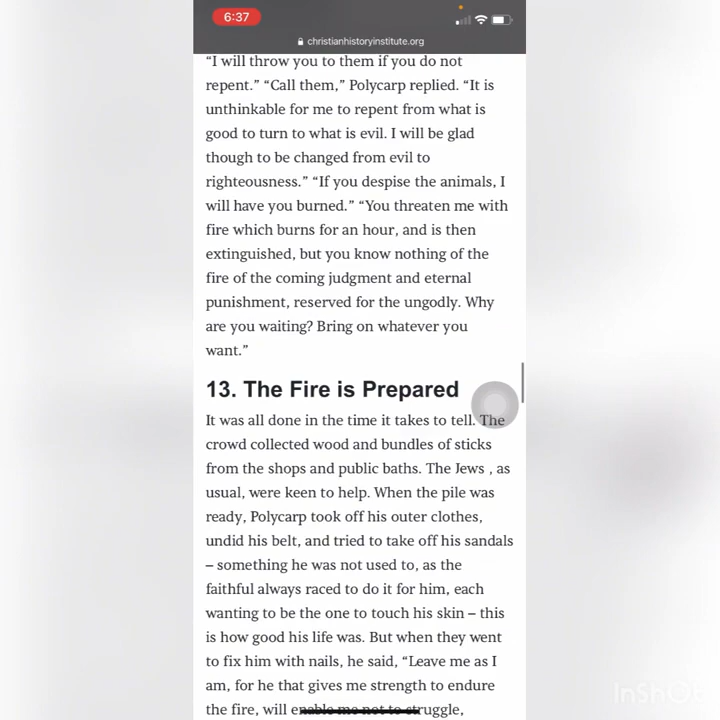 6:37
christianhistoryinstitute.org
“I will throw you to them if you do not
repent.” “Call them,” Polycarp replied. “It is
unthinkable for me to repent from what is
good to turn to what is evil. I will be glad
though to be changed from evil to
righteousness.” “If you despise the animals, I
will have you burned.” “You threaten me with
fire which burns for an hour, and is then
extinguished, but you know nothing of the
fire of the coming judgment and eternal
punishment, reserved for the ungodly. Why
are you waiting? Bring on whatever you
want.”
13. The Fire is Prepared
It was all done in the time it takes to tell. The
crowd collected wood and bundles of sticks
from the shops and public baths. The Jews , as
usual, were keen to help. When the pile was
ready, Polycarp took off his outer clothes,
undid his belt, and tried to take off his sandals
– something he was not used to, as the
faithful always raced to do it for him, each
wanting to be the one to touch his skin – this
is how good his life was. But when they went
to fix him with nails, he said, “Leave me as I
am, for he that gives me strength to endure
the fire, will enable me not to struggle,
InShot